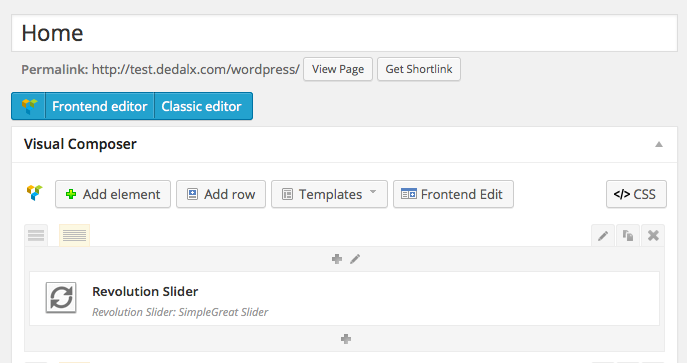 Home
Permalink: http://test.dedalx.com/wordpress/ View Page Get Shortlink
Frontend editor Classic editor
Visual Composer
Add element Add row Templates Frontend Edit </> CSS
Revolution Slider
Revolution Slider: SimpleGreat Slider